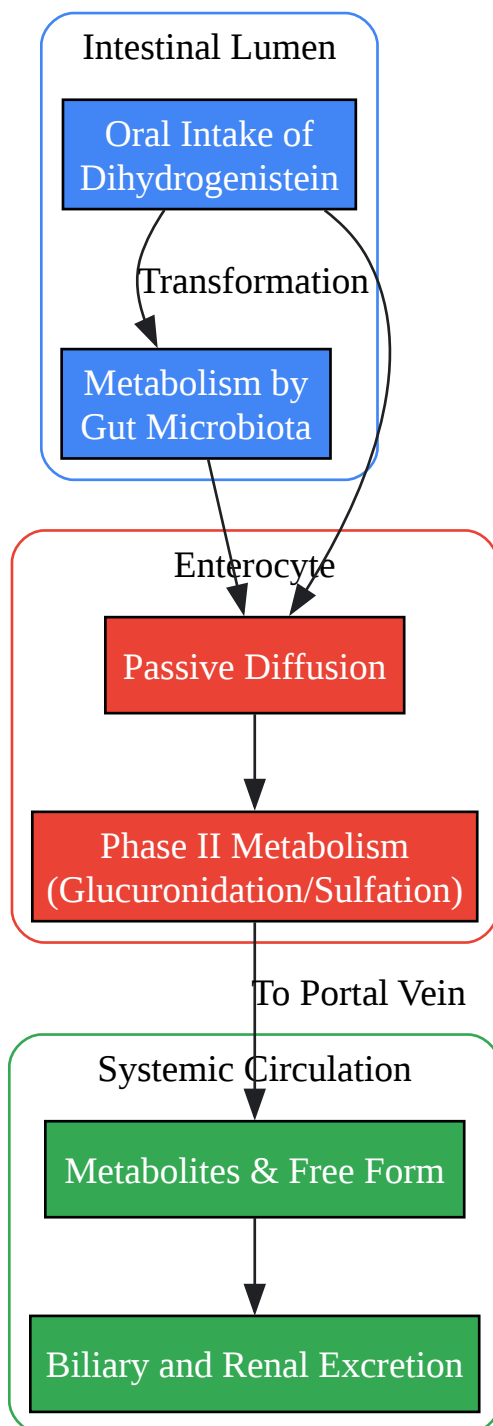 Intestinal Lumen
Oral Intake of
Dihydrogenistein
Transformation
Metabolism by
Gut Microbiota
Enterocyte
Passive Diffusion
Phase II Metabolism
(Glucuronidation/Sulfation)
To Portal Vein
Systemic Circulation
Metabolites & Free Form
Biliary and Renal Excretion